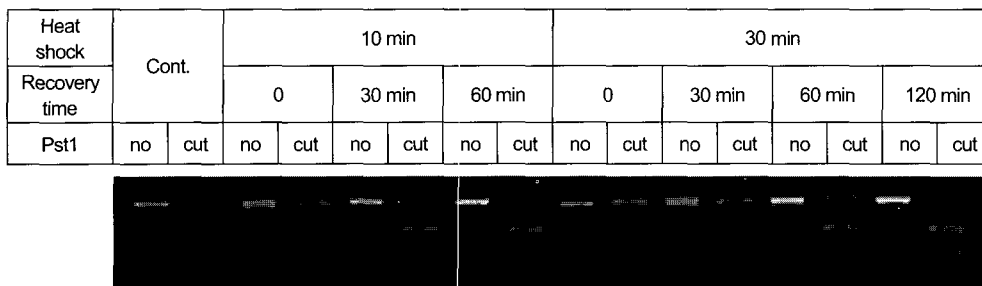 Heat shock
Cont.
10 min
30 min
Recovery time
0
30 min
60 min
0
30 min
60 min
120 min
Pst1
no
cut
no
cut
no
cut
no
cut
no
cut
no
cut
no
cut
no
cut